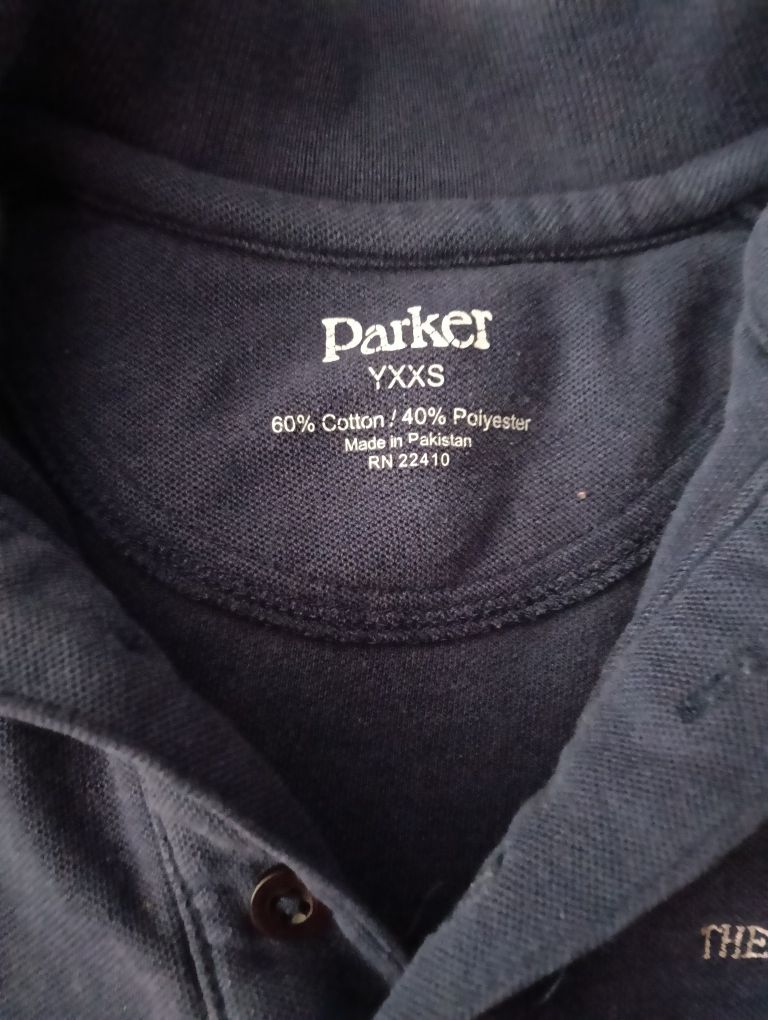 Parker
YXXS
60% Cotton / 40% Polyester
Made in Pakistan
RN 22410
THE